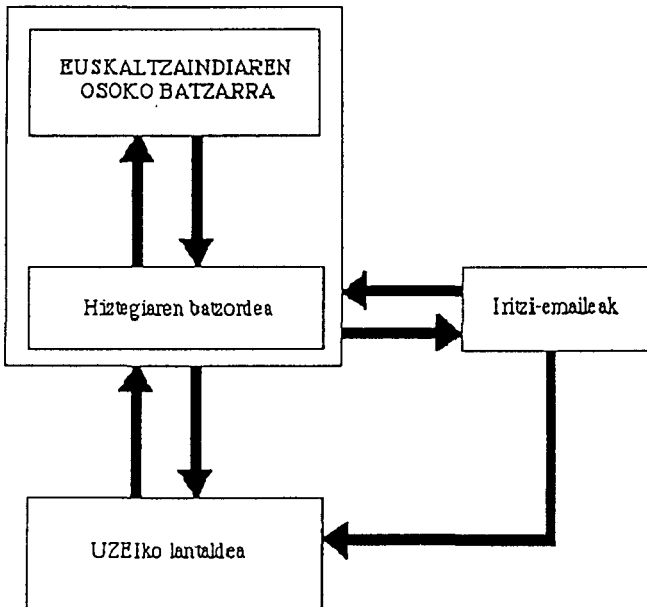 EUSKALTZAINDIAREN
OSOKO BATZARRA
Hiztegiaren batzordea
Iritzi-emaileak
UZEIko lantaldea